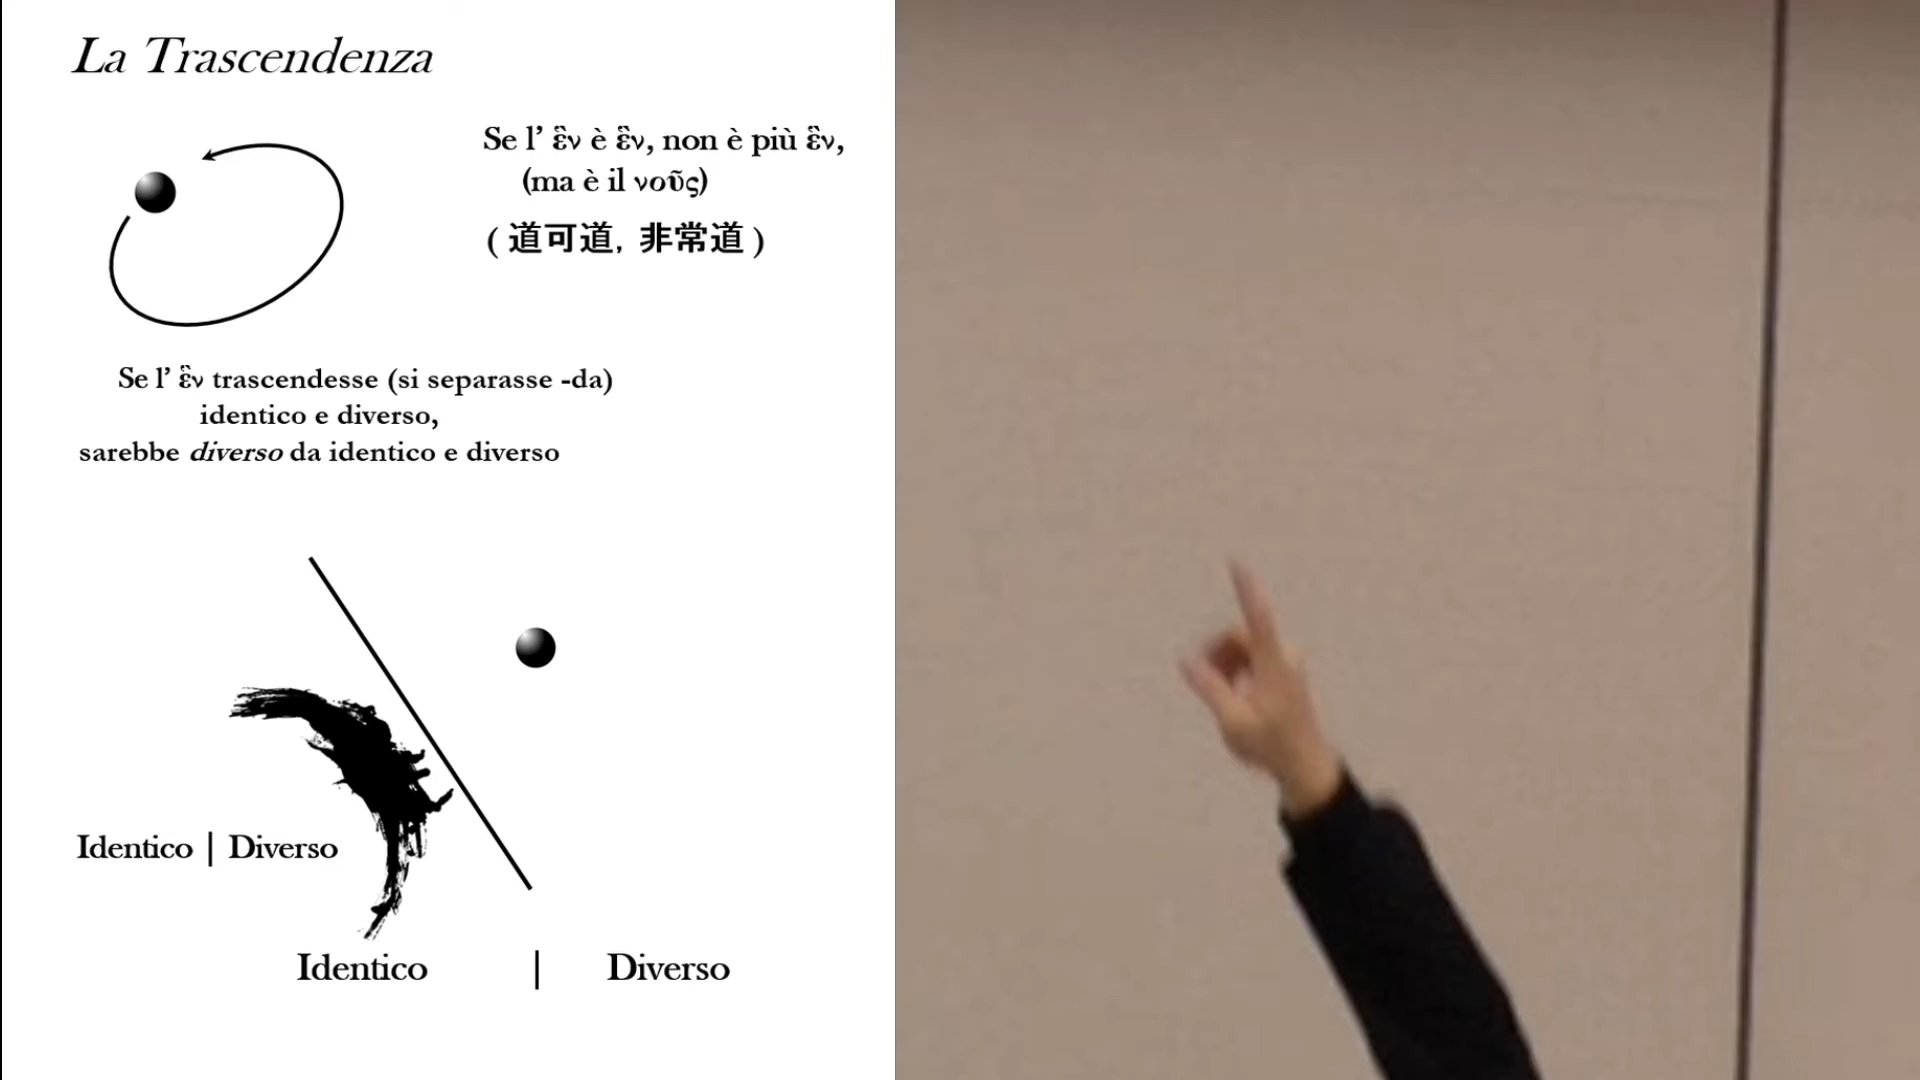 La Trascendenza
Se l’ ἓν è ἓν, non è più ἓν,
(ma è il νοῦς)
( 道可道, 非常道 )
Se l’ ἓν trascendesse (si separasse -da)
identico e diverso,
sarebbe diverso da identico e diverso
Identico | Diverso
Identico | Diverso